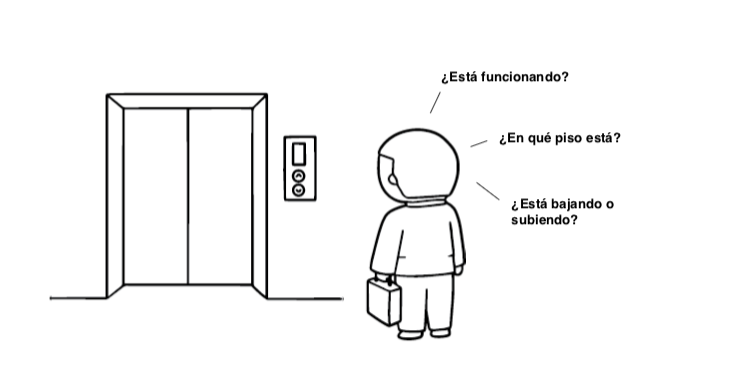 ¿Está funcionando?
¿En qué piso está?
¿Está bajando o
subiendo?